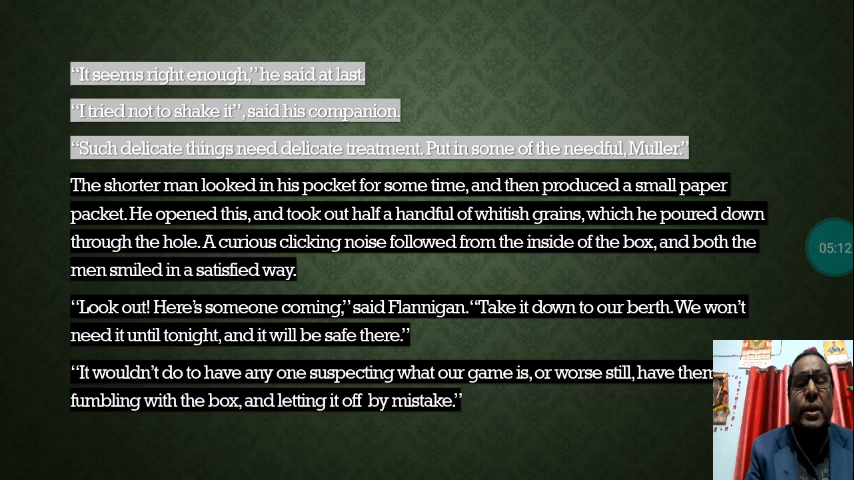 “It seems right enough,” he said at last.
“I tried not to shake it”, said his companion.
“Such delicate things need delicate treatment. Put in some of the needful, Muller.”
The shorter man looked in his pocket for some time, and then produced a small paper
packet. He opened this, and took out half a handful of whitish grains, which he poured down
through the hole. A curious clicking noise followed from the inside of the box, and both the
men smiled in a satisfied way.
“Look out! Here’s someone coming,” said Flannigan. “Take it down to our berth. We won’t
need it until tonight, and it will be safe there.”
“It wouldn’t do to have any one suspecting what our game is, or worse still, have them
fumbling with the box, and letting it off by mistake.”
05:12